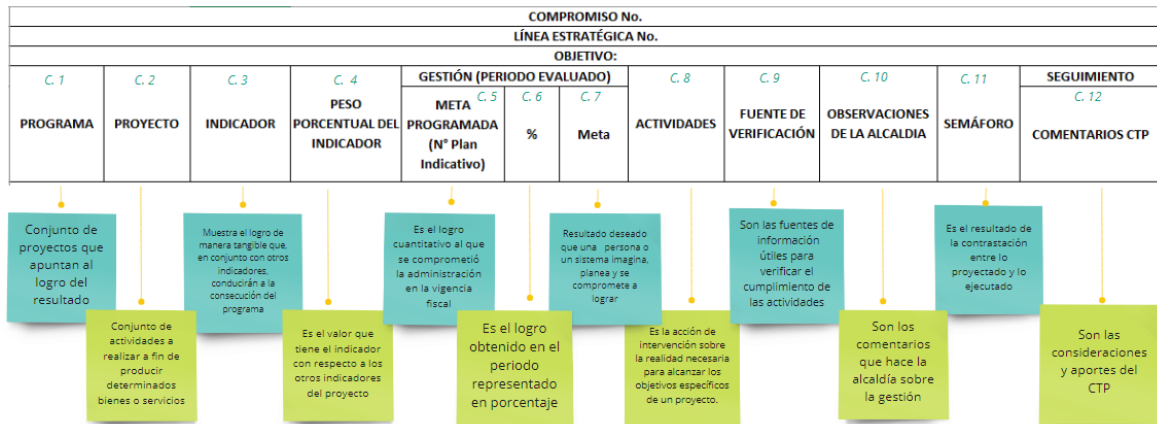 COMPROMISO No.
LÍNEA ESTRATÉGICA No.
OBJETIVO:
C. 1
PROGRAMA
C. 2
PROYECTO
C. 3
INDICADOR
C. 4
PESO
PORCENTUAL DEL
INDICADOR
GESTIÓN (PERIODO EVALUADO)
C. 5
META
PROGRAMADA
(N° Plan
Indicativo)
C. 6
%
C. 7
Meta
C. 8
ACTIVIDADES
C. 9
FUENTE DE
VERIFICACIÓN
C. 10
OBSERVACIONES
DE LA ALCALDIA
C. 11
SEMÁFORO
SEGUIMIENTO
C. 12
COMENTARIOS CTP
Conjunto de
proyectos que
apuntan al
logro del
resultado
Conjunto de
actividades a
realizar a fin de
producir
determinados
bienes o servicios
Muestra el logro de
manera tangible que,
en conjunto con otros
indicadores,
conducirán a la
consecución del
programa
Es el valor que
tiene el indicador
con respecto a los
otros indicadores
del proyecto
Es el logro
cuantitativo al que
se comprometió
la administración
en la vigencia
fiscal
Es el logro
obtenido en el
periodo
representado
en porcentaje
Resultado deseado
que una persona o
un sistema imagina,
planea y se
compromete a
lograr
Es la acción de
intervención sobre
la realidad necesaria
para alcanzar los
objetivos específicos
de un proyecto.
Son las fuentes de
información
útiles para
verificar el
cumplimiento de
las actividades
Son los
comentarios
que hace la
alcaldía sobre
la gestión
Es el resultado de
la contrastación
entre lo
proyectado y lo
ejecutado
Son las
consideraciones
y aportes del
CTP